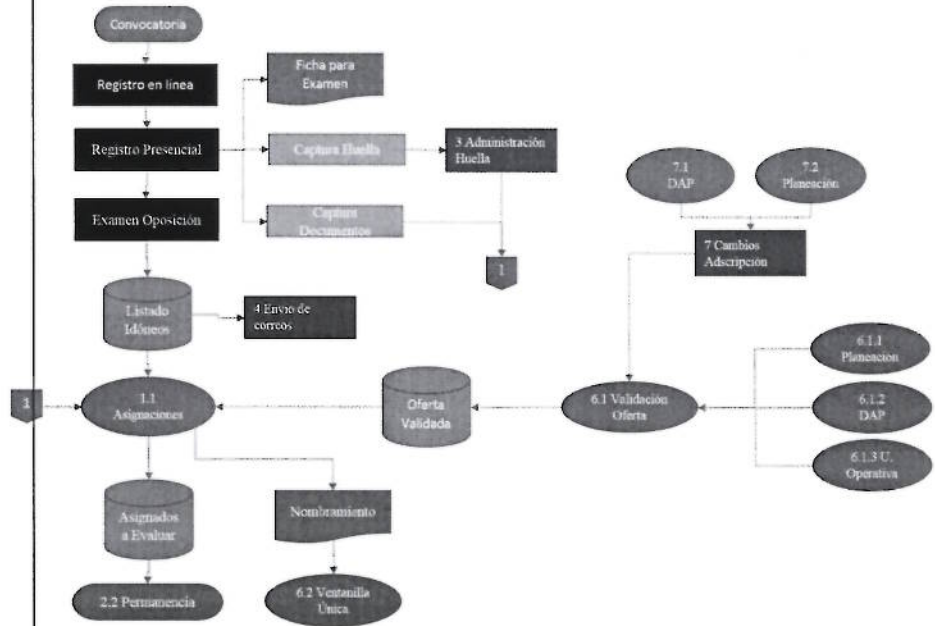 Convocatoria
Registro en línea
Ficha para
Examen
Registro Presencial
Captura Huella
3 Administración
Huella
7.1
DAP
7.2
Planeación
Examen Oposición
Captura
Documentos
7 Cambios
Adscripción
1
Listado
Idóneos
4 Envío de
correos
6.1.1
Planeación
1
1.1
Asignaciones
Oferta
Validada
6.1 Validación
Oferta
6.1.2
DAP
6.1.3 U.
Operativa
Asignados
a Evaluar
Nombramiento
2.2 Permanencia
6.2 Ventanilla
Única